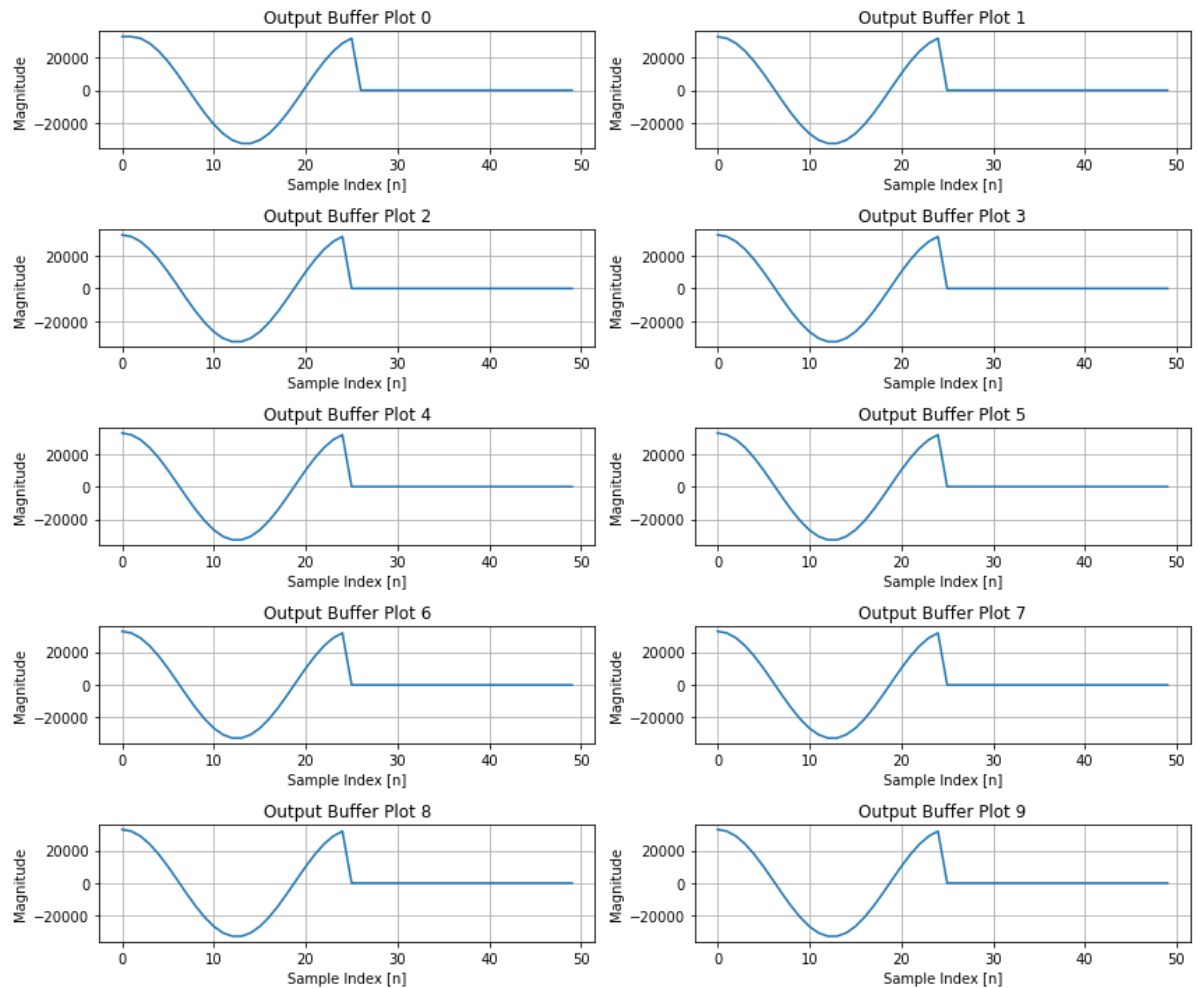 Output Buffer Plot 0
Magnitude
20000
0
−20000
0 10 20 30 40 50
Sample Index [n]
Output Buffer Plot 1
Magnitude
20000
0
−20000
0 10 20 30 40 50
Sample Index [n]
Output Buffer Plot 2
Magnitude
20000
0
−20000
0 10 20 30 40 50
Sample Index [n]
Output Buffer Plot 3
Magnitude
20000
0
−20000
0 10 20 30 40 50
Sample Index [n]
Output Buffer Plot 4
Magnitude
20000
0
−20000
0 10 20 30 40 50
Sample Index [n]
Output Buffer Plot 5
Magnitude
20000
0
−20000
0 10 20 30 40 50
Sample Index [n]
Output Buffer Plot 6
Magnitude
20000
0
−20000
0 10 20 30 40 50
Sample Index [n]
Output Buffer Plot 7
Magnitude
20000
0
−20000
0 10 20 30 40 50
Sample Index [n]
Output Buffer Plot 8
Magnitude
20000
0
−20000
0 10 20 30 40 50
Sample Index [n]
Output Buffer Plot 9
Magnitude
20000
0
−20000
0 10 20 30 40 50
Sample Index [n]